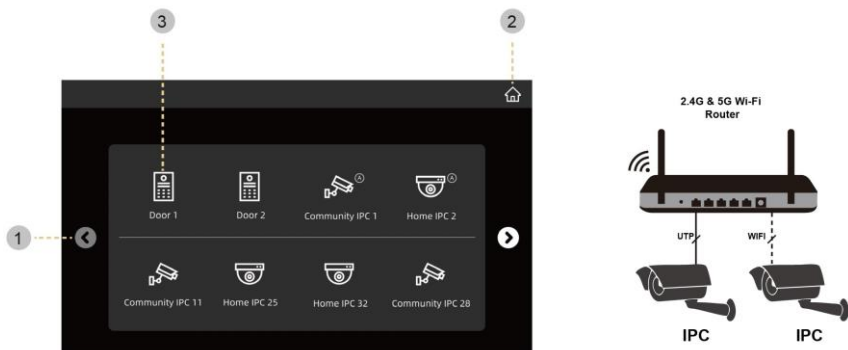 3
2
2.4G & 5G Wi-Fi
Router
Door 1
Door 2
Community IPC 1
A
Home IPC 2
A
1
UTP
WIFI
Community IPC 11
Home IPC 25
Home IPC 32
Community IPC 28
IPC
IPC